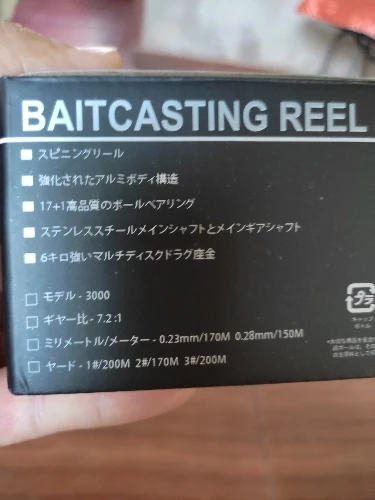 BAITCASTING REEL
スピニングリール
強化されたアルミボディ構造
17+1高品質のボールベアリング
ステンレススチールメインシャフトとメインギアシャフト
6キロ強いマルチディスクドラグ座金
モデル - 3000
ギヤー比 - 7.2 :1
ミリメートル/メーター - 0.23mm/170M 0.28mm/150M
ヤード - 1#/200M 2#/170M 3#/200M
プラ